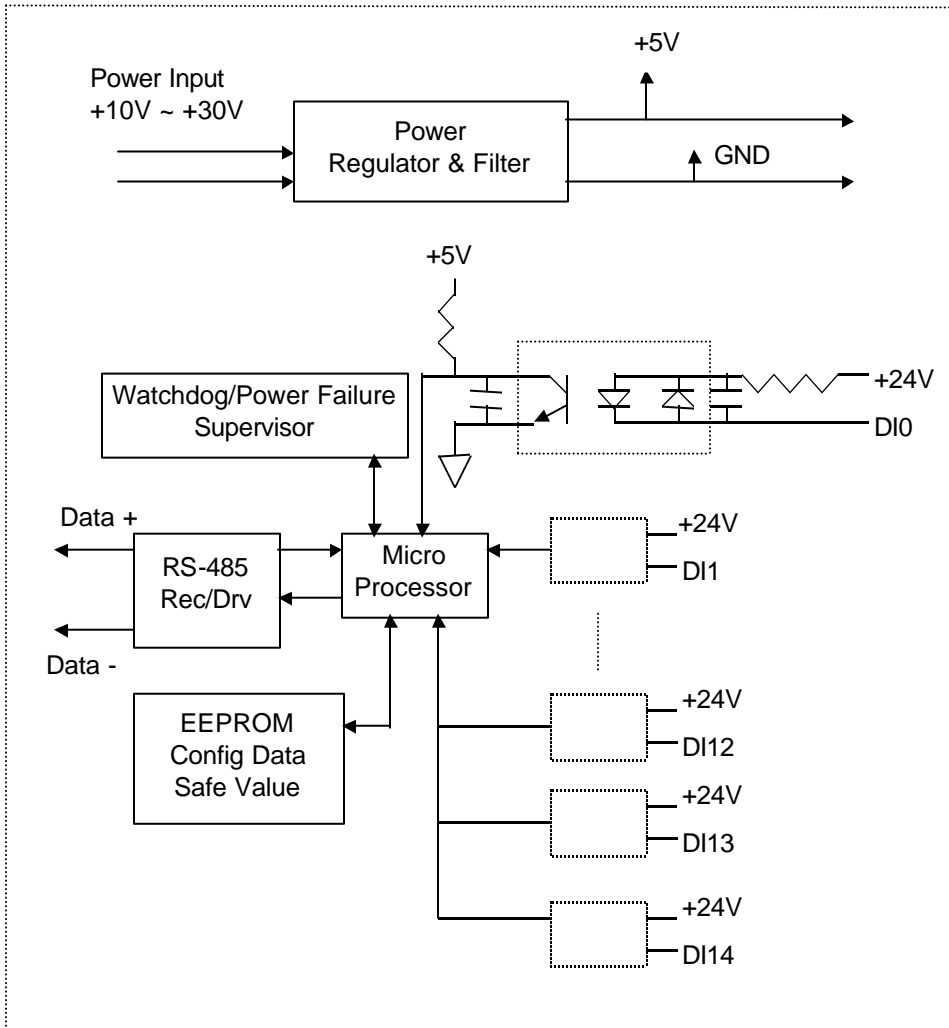 +5V
Power Input
+10V ~ +30V
Power
Regulator & Filter
GND
+5V
Watchdog/Power Failure
Supervisor
+24V
DI0
Data +
RS-485
Rec/Drv
Data -
Micro
Processor
+24V
DI1
EEPROM
Config Data
Safe Value
+24V
DI12
+24V
DI13
+24V
DI14